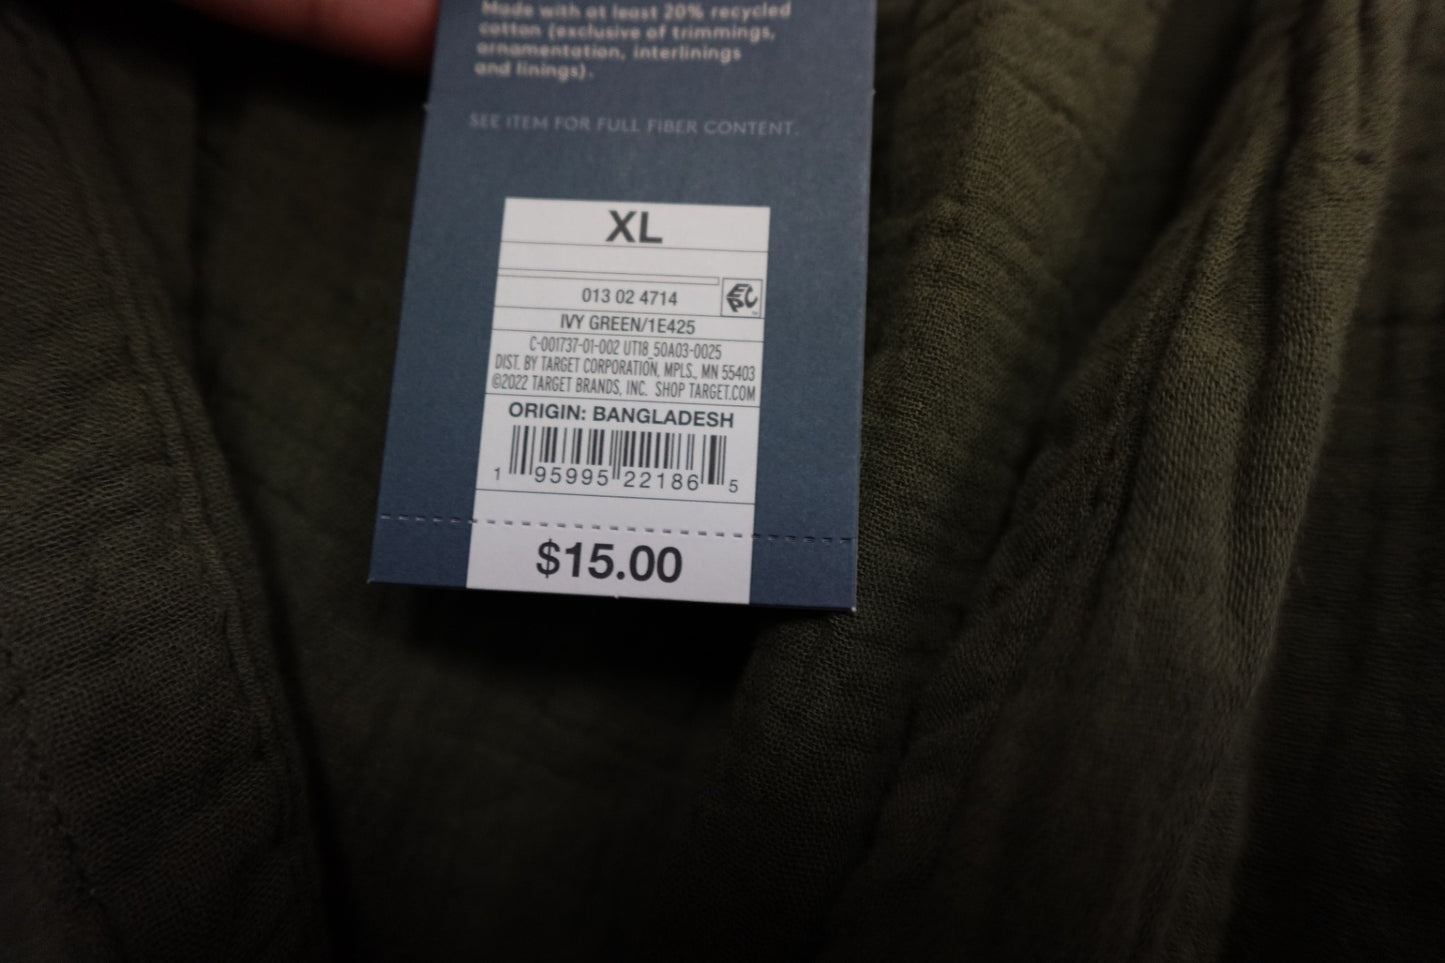 Made with at least 20% recycled
cotton (exclusive of trimmings,
ornamentation, interlinings
and linings).
SEE ITEM FOR FULL FIBER CONTENT.
XL
013 02 4714
EPC
IVY GREEN/1E425
C-001737-01-002 UT18_50A03-0025
DIST. BY TARGET CORPORATION, MPLS., MN 55403
©2022 TARGET BRANDS, INC. SHOP TARGET.COM
ORIGIN: BANGLADESH
1 95995 22186 5
$15.00